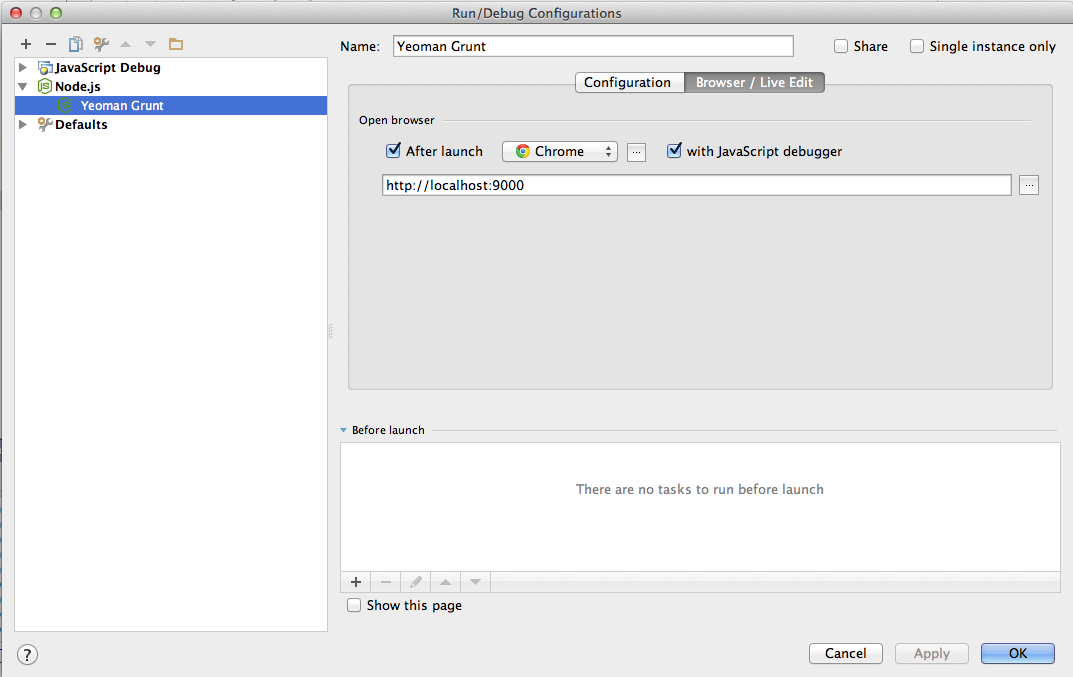 Run/Debug Configurations
Name: Yeoman Grunt Share Single instance only
JavaScript Debug
Node.js
Yeoman Grunt
Defaults
Configuration Browser / Live Edit
Open browser
After launch Chrome ... with JavaScript debugger
http://localhost:9000 ...
Before launch
There are no tasks to run before launch
Show this page
? Cancel Apply OK